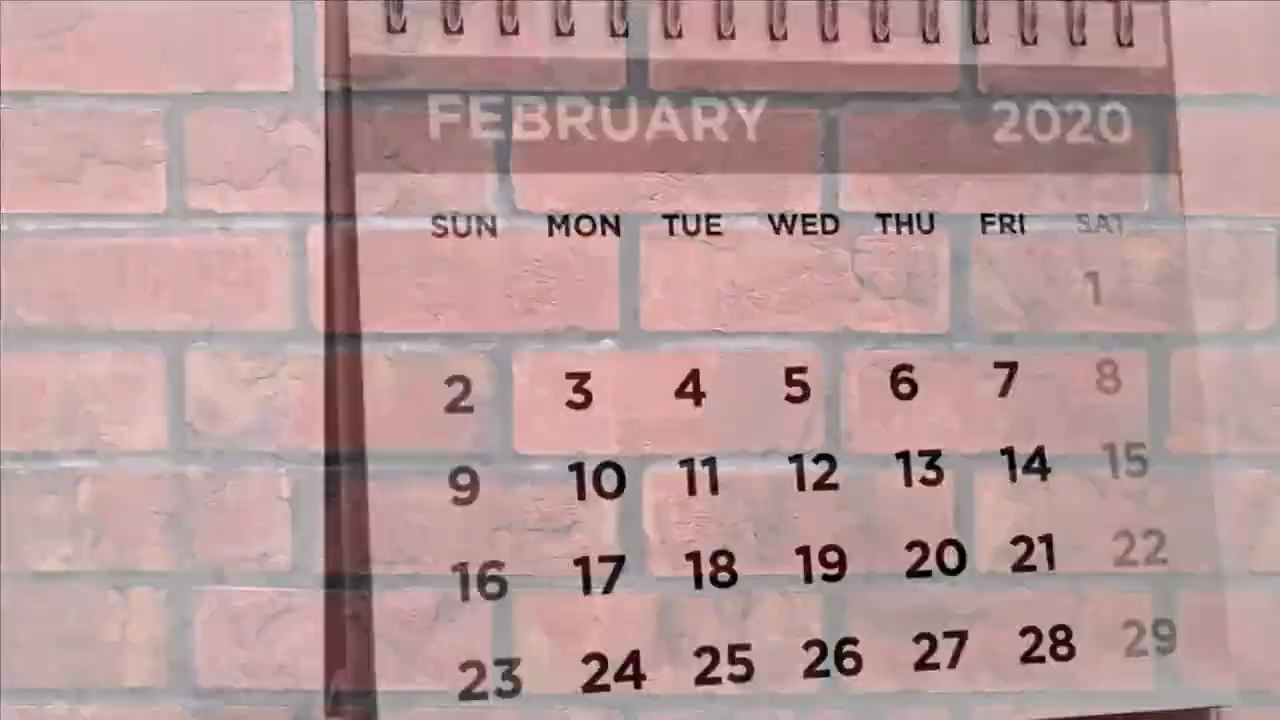 FEBRUARY 2020
SUN MON TUE WED THU FRI SAT
1
2 3 4 5 6 7 8
9 10 11 12 13 14 15
16 17 18 19 20 21 22
23 24 25 26 27 28 29